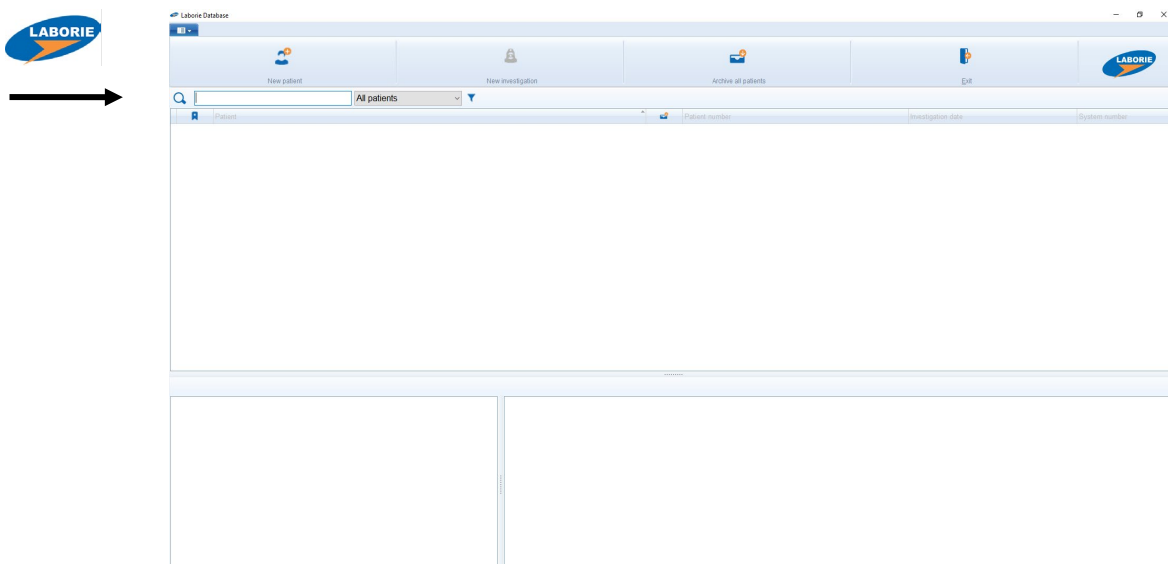 LABORIE
Laborie Database
New patient
New investigation
Archive all patients
Exit
LABORIE
All patients
Patient
Patient number
Investigation date
System number